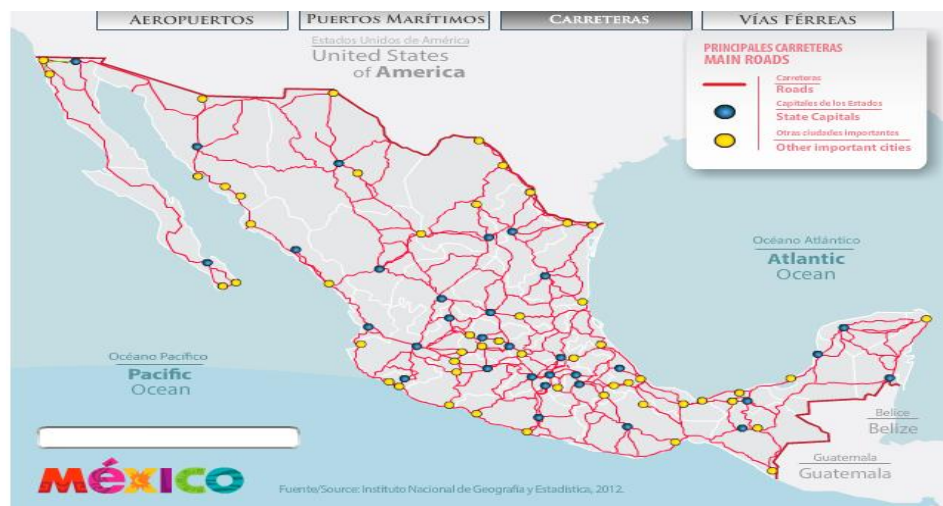 AEROPUERTOS
PUERTOS MARÍTIMOS
CARRETERAS
VÍAS FÉRREAS
Estados Unidos de América
United States
of America
PRINCIPALES CARRETERAS
MAIN ROADS
Carreteras
Roads
Capitales de los Estados
State Capitals
Otras ciudades importantes
Other important cities
Océano Atlántico
Atlantic
Ocean
Océano Pacífico
Pacific
Ocean
Belice
Belize
Guatemala
Guatemala
MéXICO
Fuente/Source: Instituto Nacional de Geografía y Estadística, 2012.